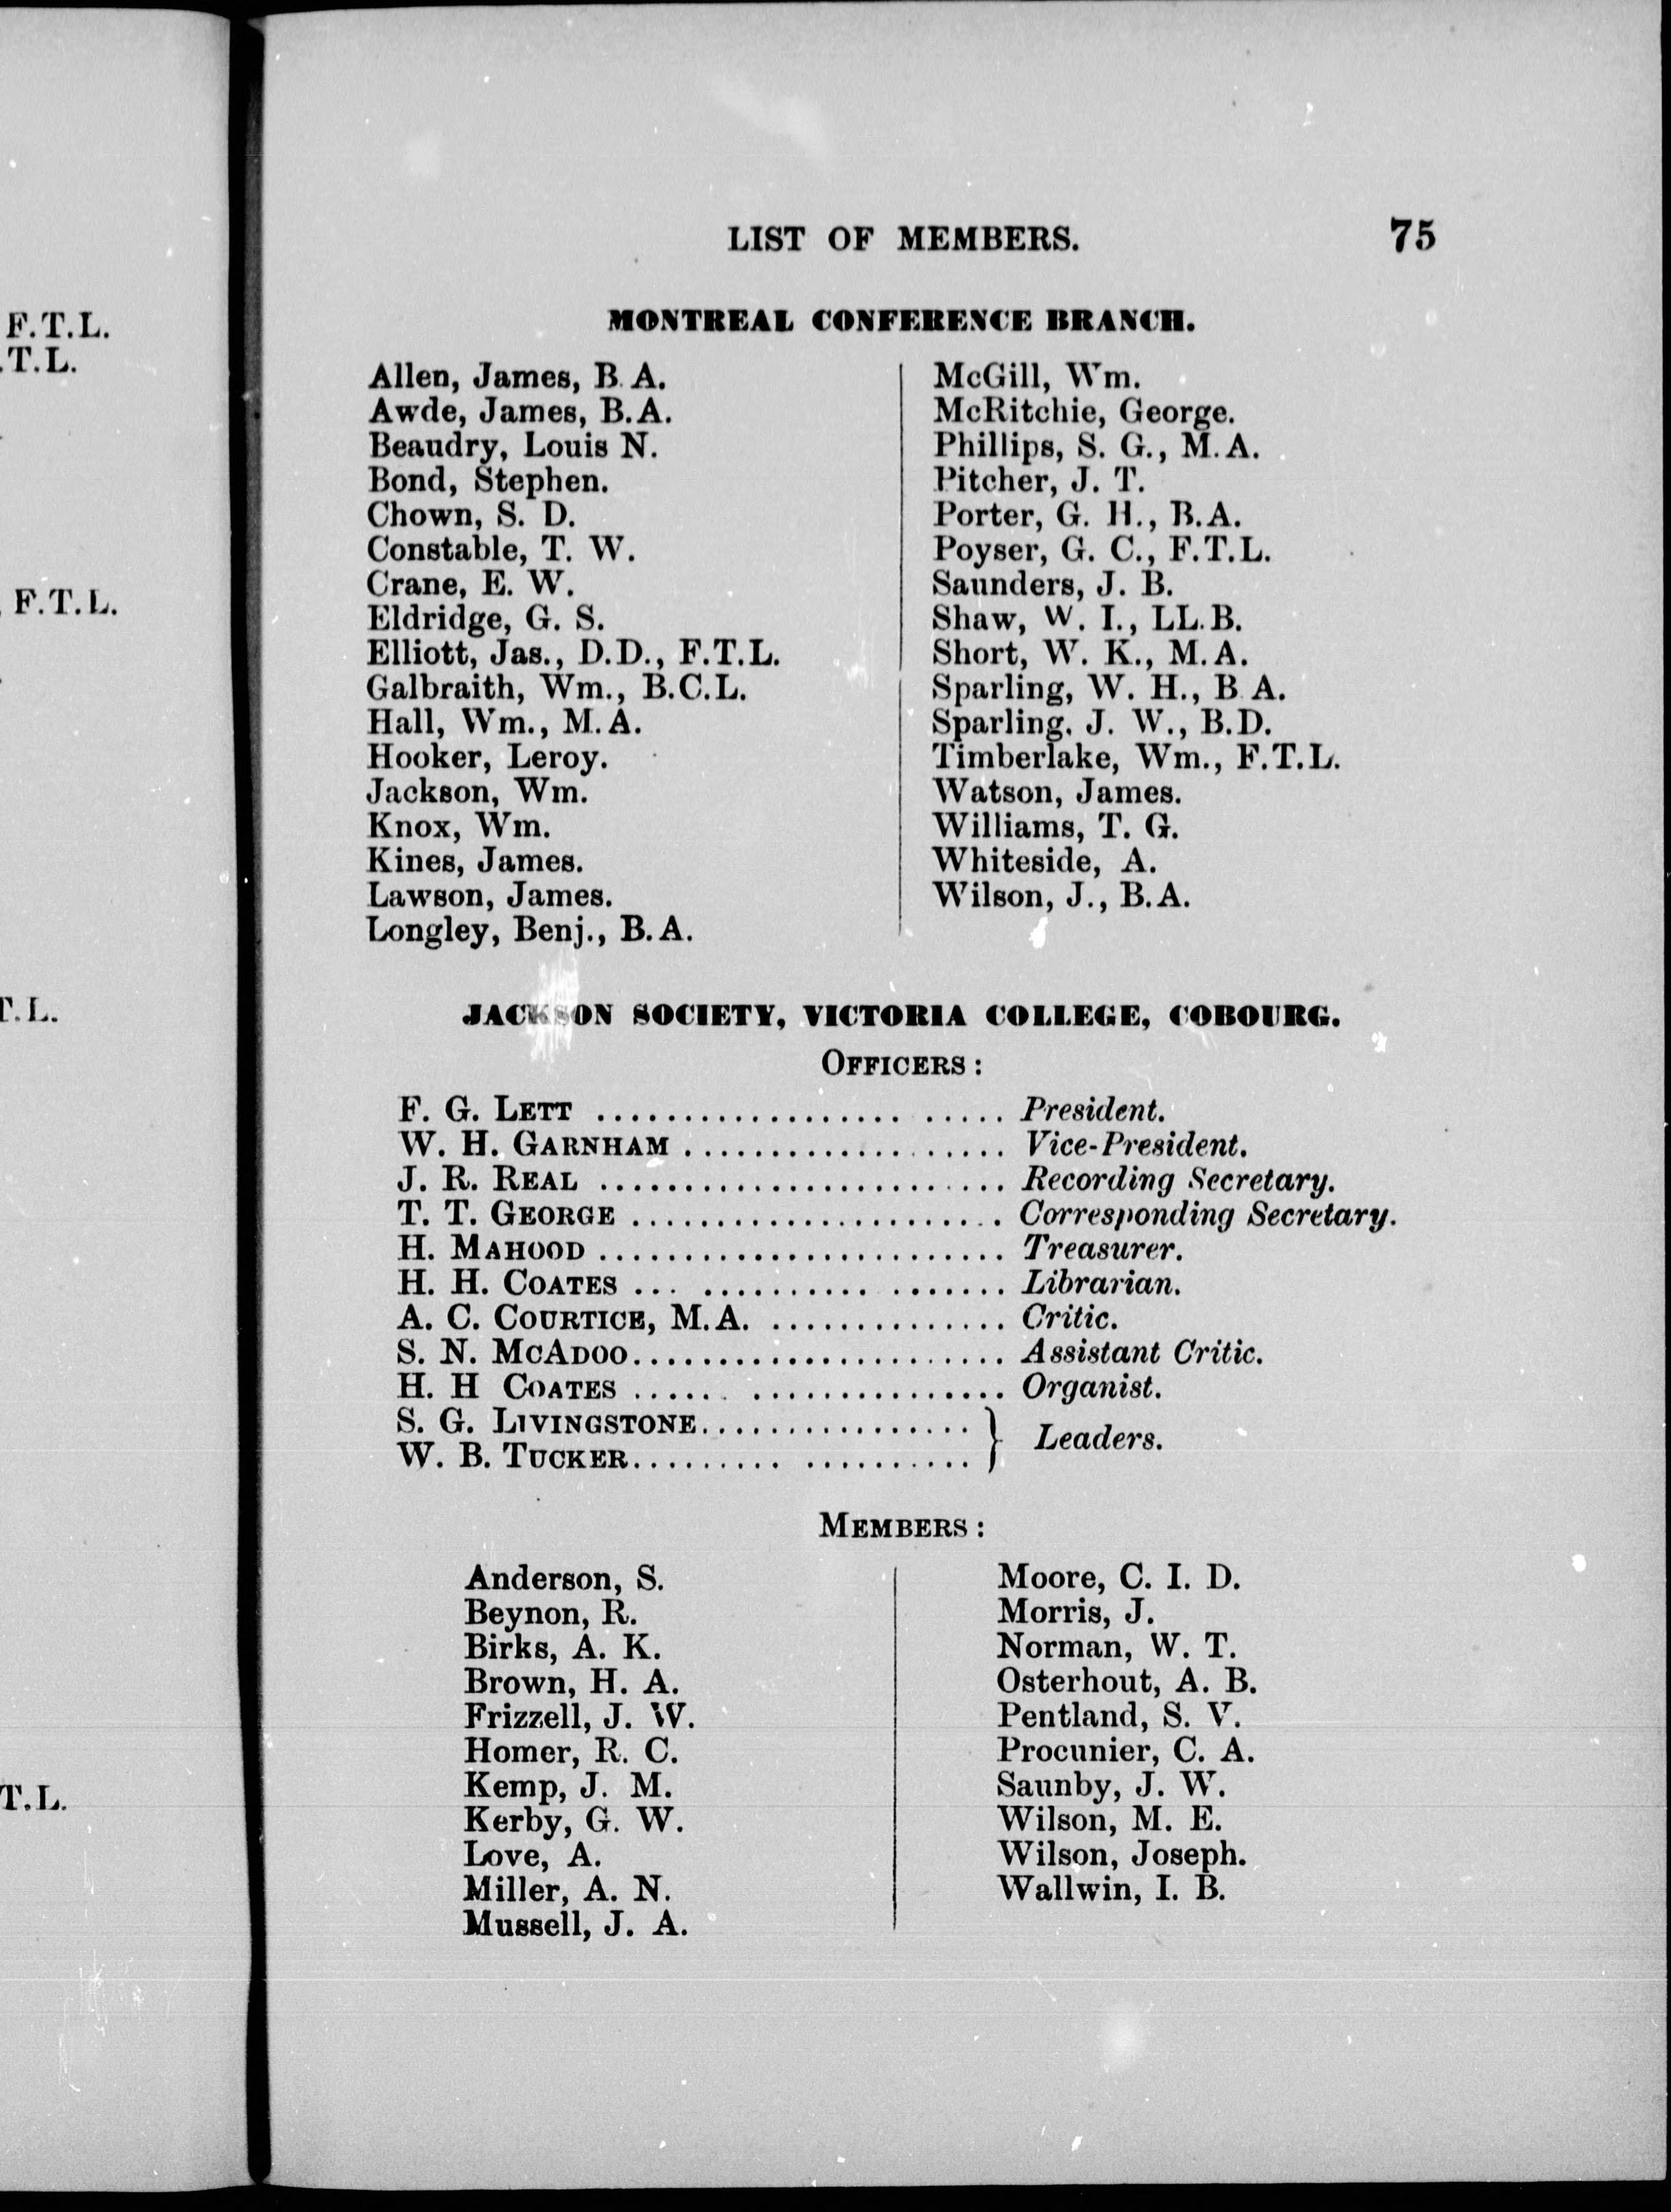 F.T.L.
.T.L.
F.T.L.
T.L.
T.L.
LIST OF MEMBERS. 75
MONTREAL CONFERENCE BRANCH.
Allen, James, B. A.
Awde, James, B.A.
Beaudry, Louis N.
Bond, Stephen.
Chown, S. D.
Constable, T. W.
Crane, E. W.
Eldridge, G. S.
Elliott, Jas., D.D., F.T.L.
Galbraith, Wm., B.C.L.
Hall, Wm., M.A.
Hooker, Leroy.
Jackson, Wm.
Knox, Wm.
Kines, James.
Lawson, James.
Longley, Benj., B.A.
McGill, Wm.
McRitchie, George.
Phillips, S. G., M.A.
Pitcher, J. T.
Porter, G. H., B.A.
Poyser, G. C., F.T.L.
Saunders, J. B.
Shaw, W. I., LL.B.
Short, W. K., M.A.
Sparling, W. H., B A.
Sparling, J. W., B.D.
Timberlake, Wm., F.T.L.
Watson, James.
Williams, T. G.
Whiteside, A.
Wilson, J., B.A.
JACKSON SOCIETY, VICTORIA COLLEGE, COBOURG.
OFFICERS:
F. G. LETT ........................ President.
W. H. GARNHAM ................... Vice-President.
J. R. REAL ........................ Recording Secretary.
T. T. GEORGE ...................... Corresponding Secretary.
H. MAHOOD ........................ Treasurer.
H. H. COATES ... .................. Librarian.
A. C. COURTICE, M.A. .............. Critic.
S. N. MCADOO...................... Assistant Critic.
H. H COATES ...................... Organist.
S. G. LIVINGSTONE................ } Leaders.
W. B. TUCKER.................... }
MEMBERS:
Anderson, S.
Beynon, R.
Birks, A. K.
Brown, H. A.
Frizzell, J. W.
Homer, R. C.
Kemp, J. M.
Kerby, G. W.
Love, A.
Miller, A. N.
Mussell, J. A.
Moore, C. I. D.
Morris, J.
Norman, W. T.
Osterhout, A. B.
Pentland, S. V.
Procunier, C. A.
Saunby, J. W.
Wilson, M. E.
Wilson, Joseph.
Wallwin, I. B.